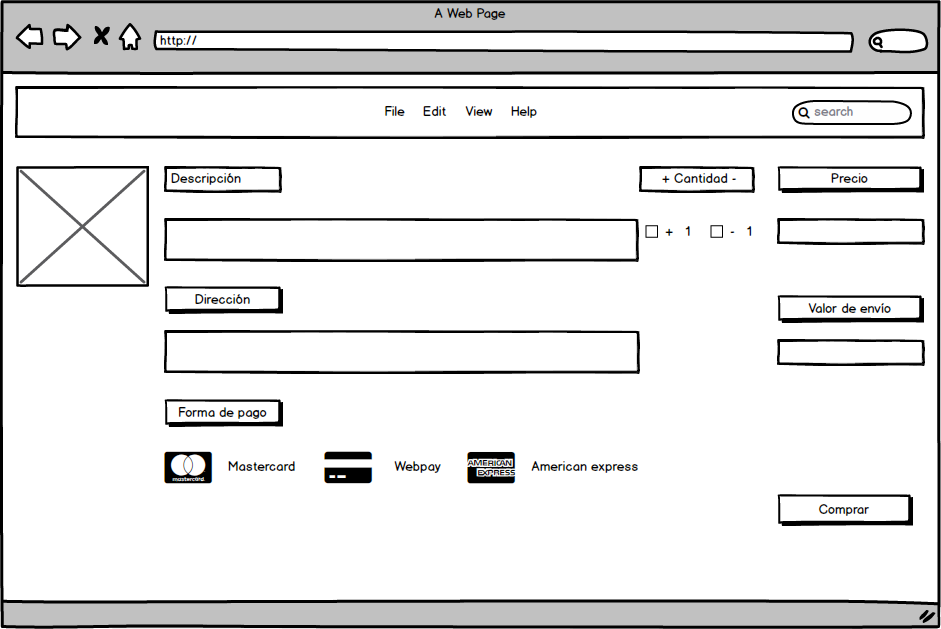 A Web Page
http://
File Edit View Help
search
Descripción
+ Cantidad -
Precio
+ 1 - 1
Dirección
Valor de envío
Forma de pago
mastercard.
Mastercard
Webpay
AMERICAN
EXPRESS
American express
Comprar